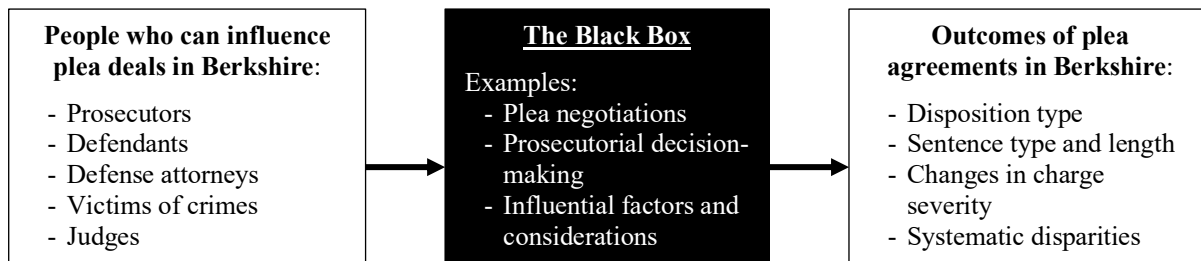 People who can influence
plea deals in Berkshire:
- Prosecutors
- Defendants
- Defense attorneys
- Victims of crimes
- Judges
The Black Box
Examples:
- Plea negotiations
- Prosecutorial decision-
making
- Influential factors and
considerations
Outcomes of plea
agreements in Berkshire:
- Disposition type
- Sentence type and length
- Changes in charge
severity
- Systematic disparities